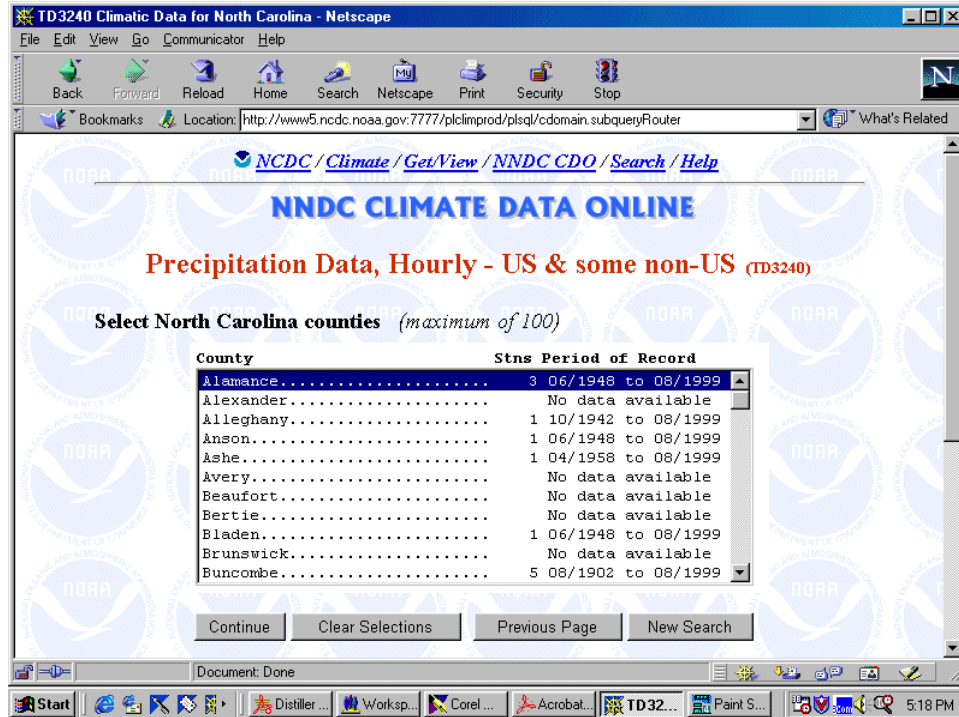 TD3240 Climatic Data for North Carolina - Netscape
File Edit View Go Communicator Help
My
Back Forward Reload Home Search Netscape Print Security Stop
N
Bookmarks Location: http://www5.ncdc.noaa.gov:7777/plclimprod/plsql/cdomain.subqueryRouter What's Related
NCDC / Climate / Get/View / NNDC CDO / Search / Help
NNDC CLIMATE DATA ONLINE
Precipitation Data, Hourly - US & some non-US (TD3240)
Select North Carolina counties (maximum of 100)
County Stns Period of Record
Alamance...................... 3 06/1948 to 08/1999
Alexander..................... No data available
Alleghany..................... 1 10/1942 to 08/1999
Anson......................... 1 06/1948 to 08/1999
Ashe.......................... 1 04/1958 to 08/1999
Avery......................... No data available
Beaufort...................... No data available
Bertie........................ No data available
Bladen........................ 1 06/1948 to 08/1999
Brunswick..................... No data available
Buncombe...................... 5 08/1902 to 08/1999
Continue Clear Selections Previous Page New Search
Document: Done
Start Distiller ... Worksp... Corel ... Acrobat... TD32... Paint S... 5:18 PM